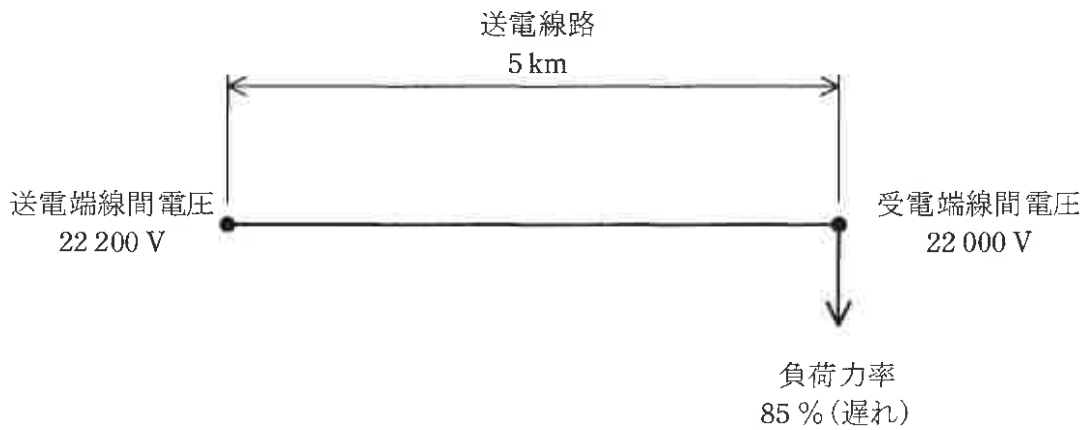 送電線路
5 km
送電端線間電圧
22 200 V
受電端線間電圧
22 000 V
負荷力率
85 %(遅れ)